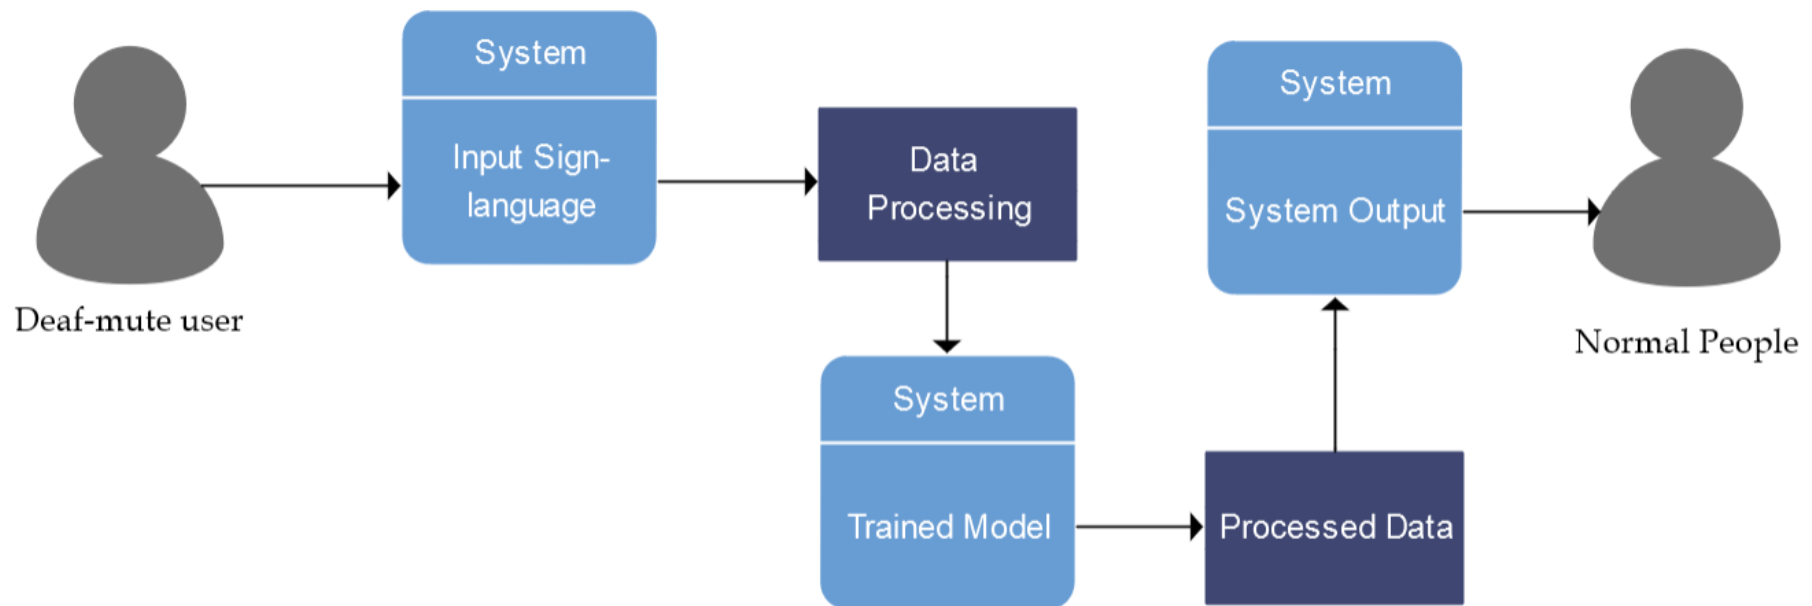 Deaf-mute user
System
Input Sign-
language
Data
Processing
System
Trained Model
Processed Data
System
System Output
Normal People